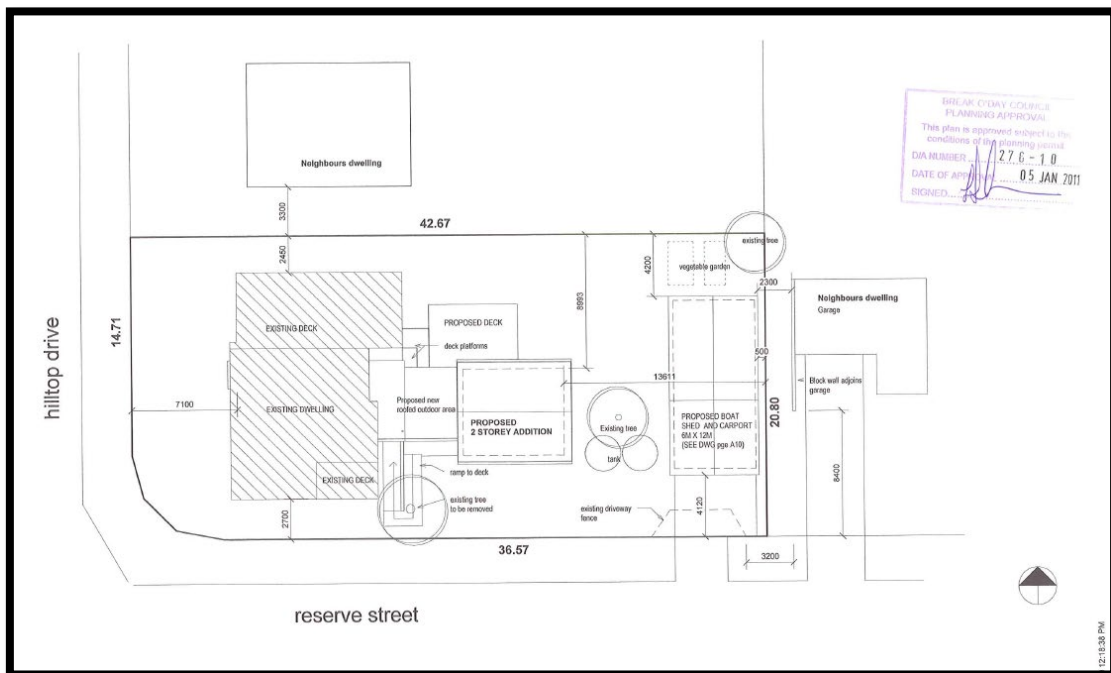 BREAK O'DAY COUNCIL
PLANNING APPROVAL
This plan is approved subject to the
conditions of the planning permit
D/A NUMBER 276-10
DATE OF 05 JAN 2011
SIGNED
Neighbours dwelling
3300
42.67
2450
8993
4200
existing tree
vegetable garden
2300
Neighbours dwelling
Garage
hilltop drive
14.71
EXISTING DECK
PROPOSED DECK
deck platforms
500
13611
Block wall adjoins
garage
7100
EXISTING DWELLING
Proposed new
roofed outdoor area
PROPOSED
2 STOREY ADDITION
Existing tree
tank
PROPOSED BOAT
SHED AND CARPORT
6M X 12M
(SEE DWG pge A10)
20.80
8400
EXISTING DECK
ramp to deck
existing tree
to be removed
existing driveway
fence
4120
2700
36.57
3200
reserve street
12:18:38 PM